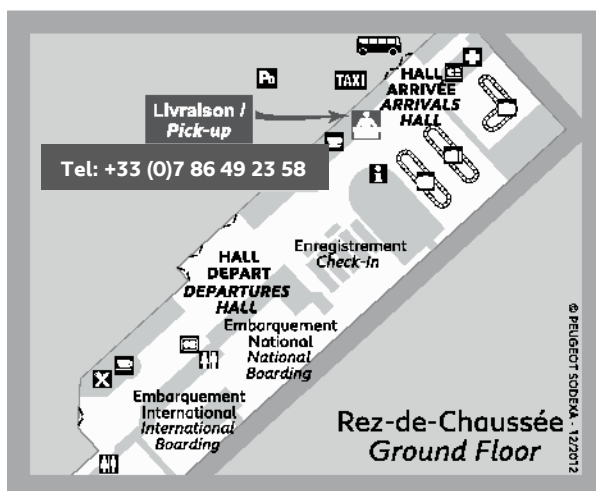 Po
TAXI
HALL
ARRIVÉE
ARRIVALS
HALL
Livraison /
Pick-up
Tel: +33 (0)7 86 49 23 58
i
Enregistrement
Check-in
HALL
DEPART
DEPARTURES
HALL
Embarquement
National
National
Boarding
Embarquement
International
International
Boarding
Rez-de-Chaussée
Ground Floor
© PEUGEOT SODEXA - 12/2012